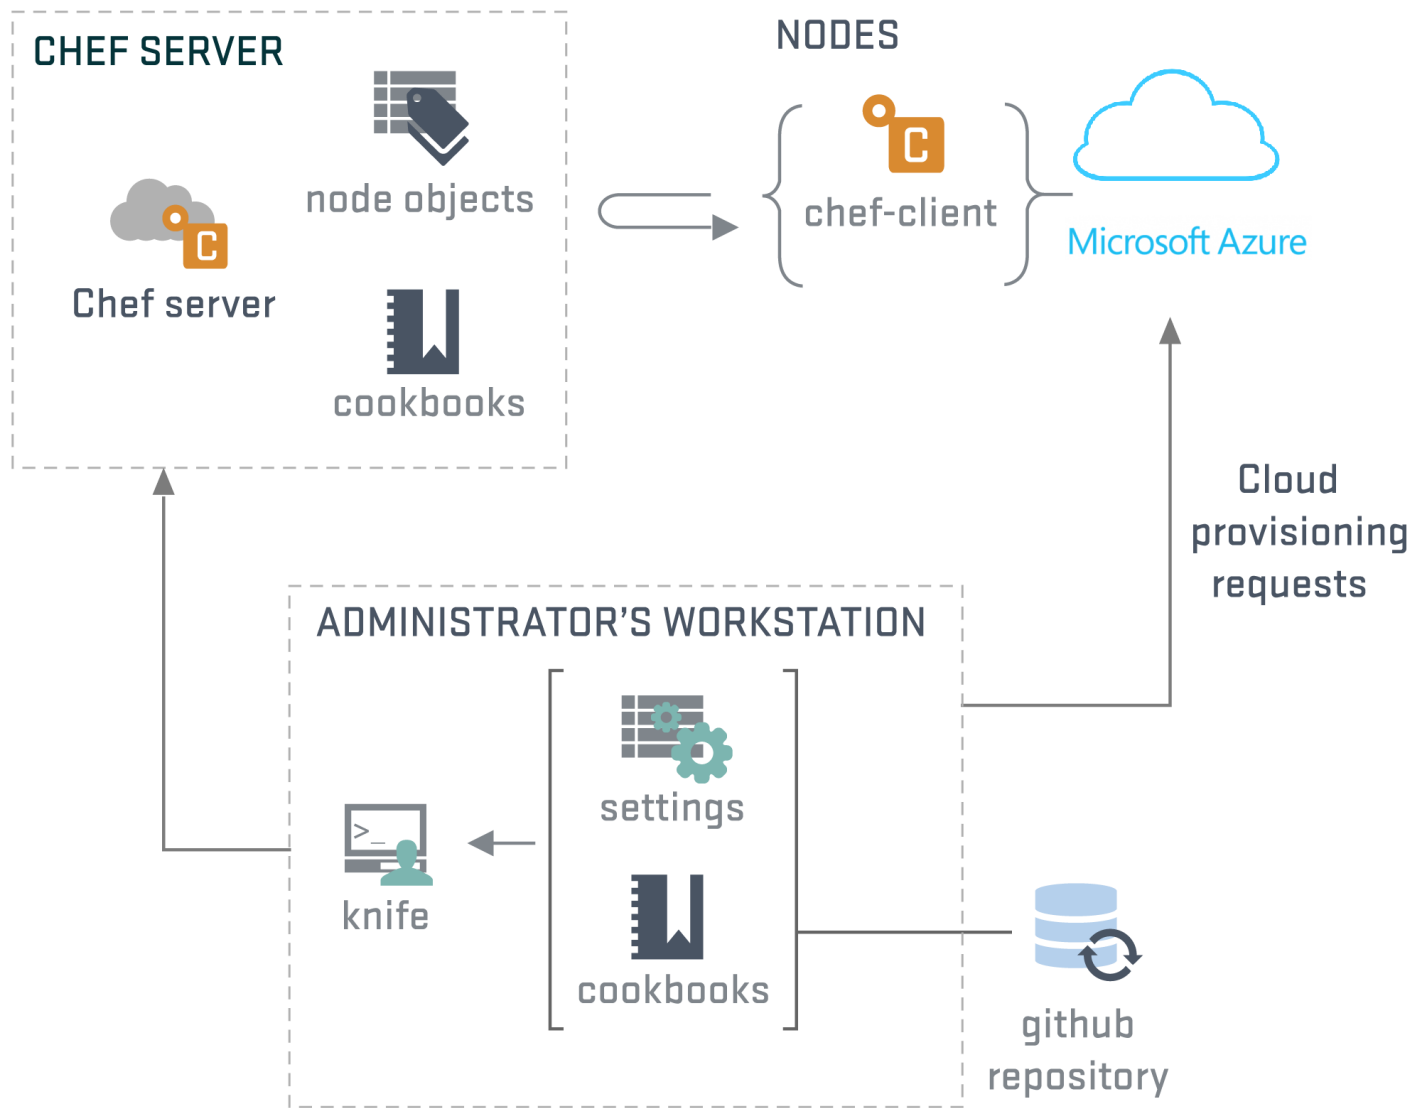 CHEF SERVER
node objects
Chef server
C
cookbooks
NODES
C
chef-client
Microsoft Azure
Cloud
provisioning
requests
ADMINISTRATOR'S WORKSTATION
settings
>_
knife
cookbooks
github
repository